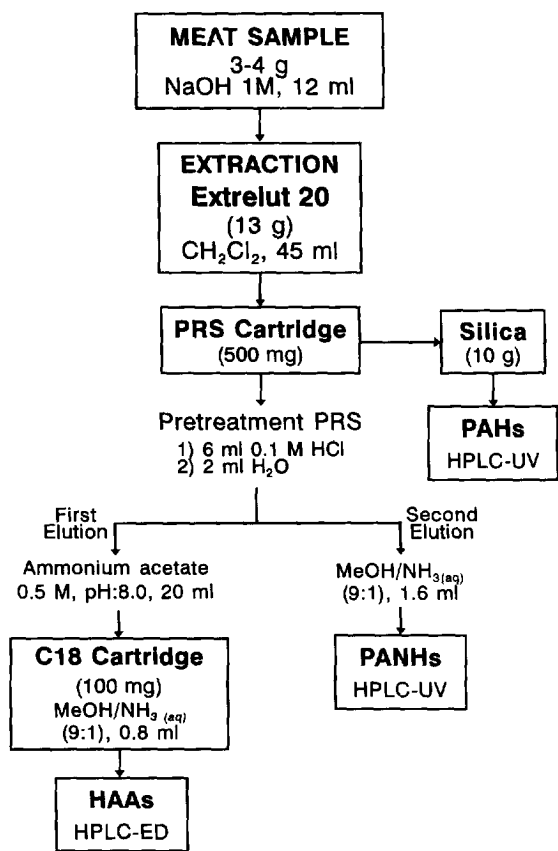 MEAT SAMPLE
3-4 g
NaOH 1M, 12 ml
EXTRACTION
Extrelut 20
(13 g)
CH₂Cl₂, 45 ml
PRS Cartridge
(500 mg)
Silica
(10 g)
PAHs
HPLC-UV
Pretreatment PRS
1) 6 ml 0.1 M HCl
2) 2 ml H₂O
First
Elution
Second
Elution
Ammonium acetate
0.5 M, pH:8.0, 20 ml
MeOH/NH₃(aq)
(9:1), 1.6 ml
C18 Cartridge
(100 mg)
MeOH/NH₃ (aq)
(9:1), 0.8 ml
PANHs
HPLC-UV
HAAs
HPLC-ED